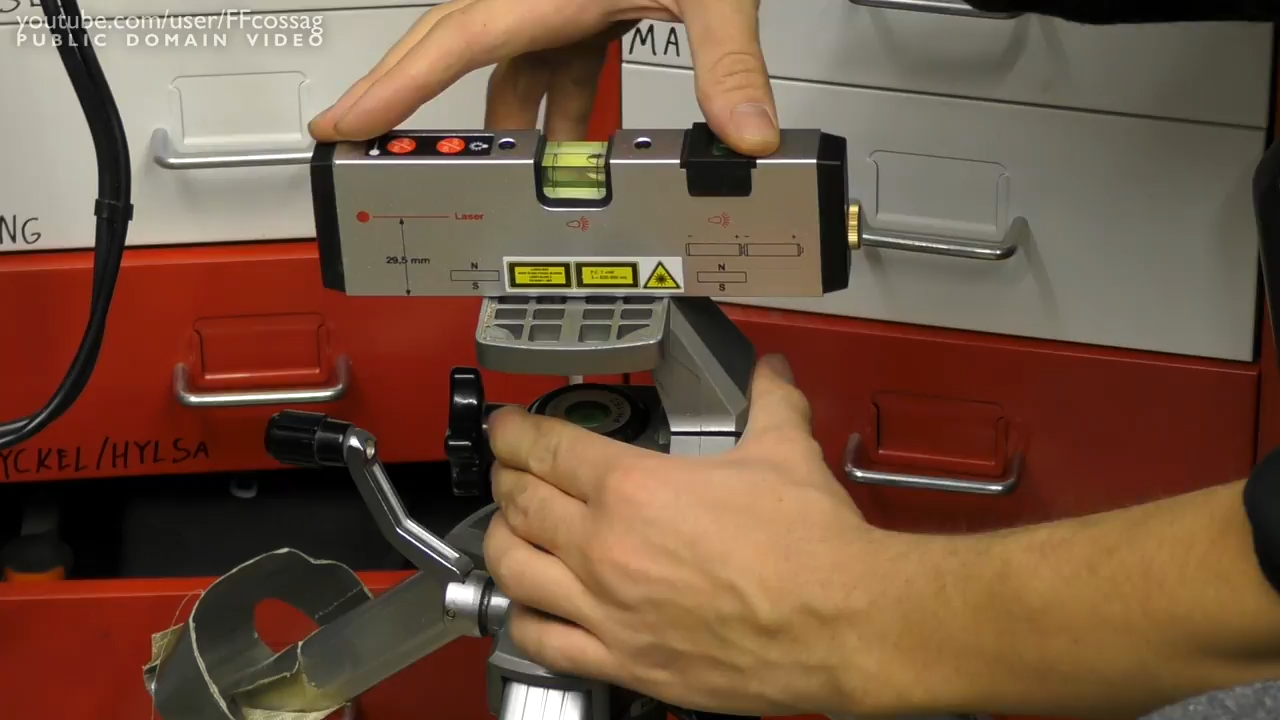 youtube.com/user/FFcossag
PUBLIC DOMAIN VIDEO
MA
NG
Laser
29,5 mm
N
S
N
S
- + - +
YCKEL/HYLSA